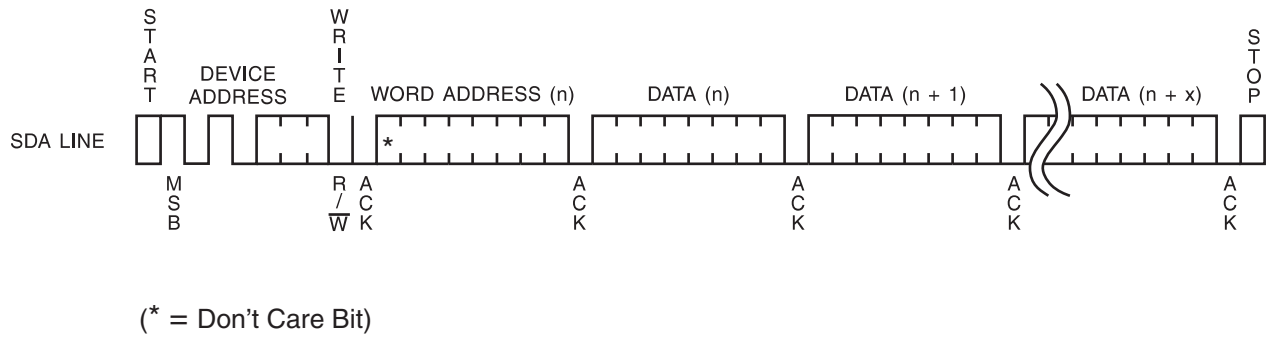 START
DEVICE
ADDRESS
WRITE
WORD ADDRESS (n)
DATA (n)
DATA (n + 1)
DATA (n + x)
STOP
SDA LINE
*
MSB
R/W̅
ACK
ACK
ACK
ACK
ACK
(* = Don't Care Bit)